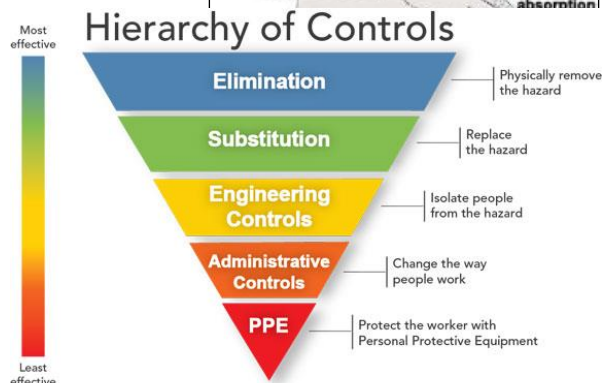 absorption
Hierarchy of Controls
Most
effective
Elimination
Physically remove
the hazard
Substitution
Replace
the hazard
Engineering
Controls
Isolate people
from the hazard
Administrative
Controls
Change the way
people work
PPE
Protect the worker with
Personal Protective Equipment
Least
effective